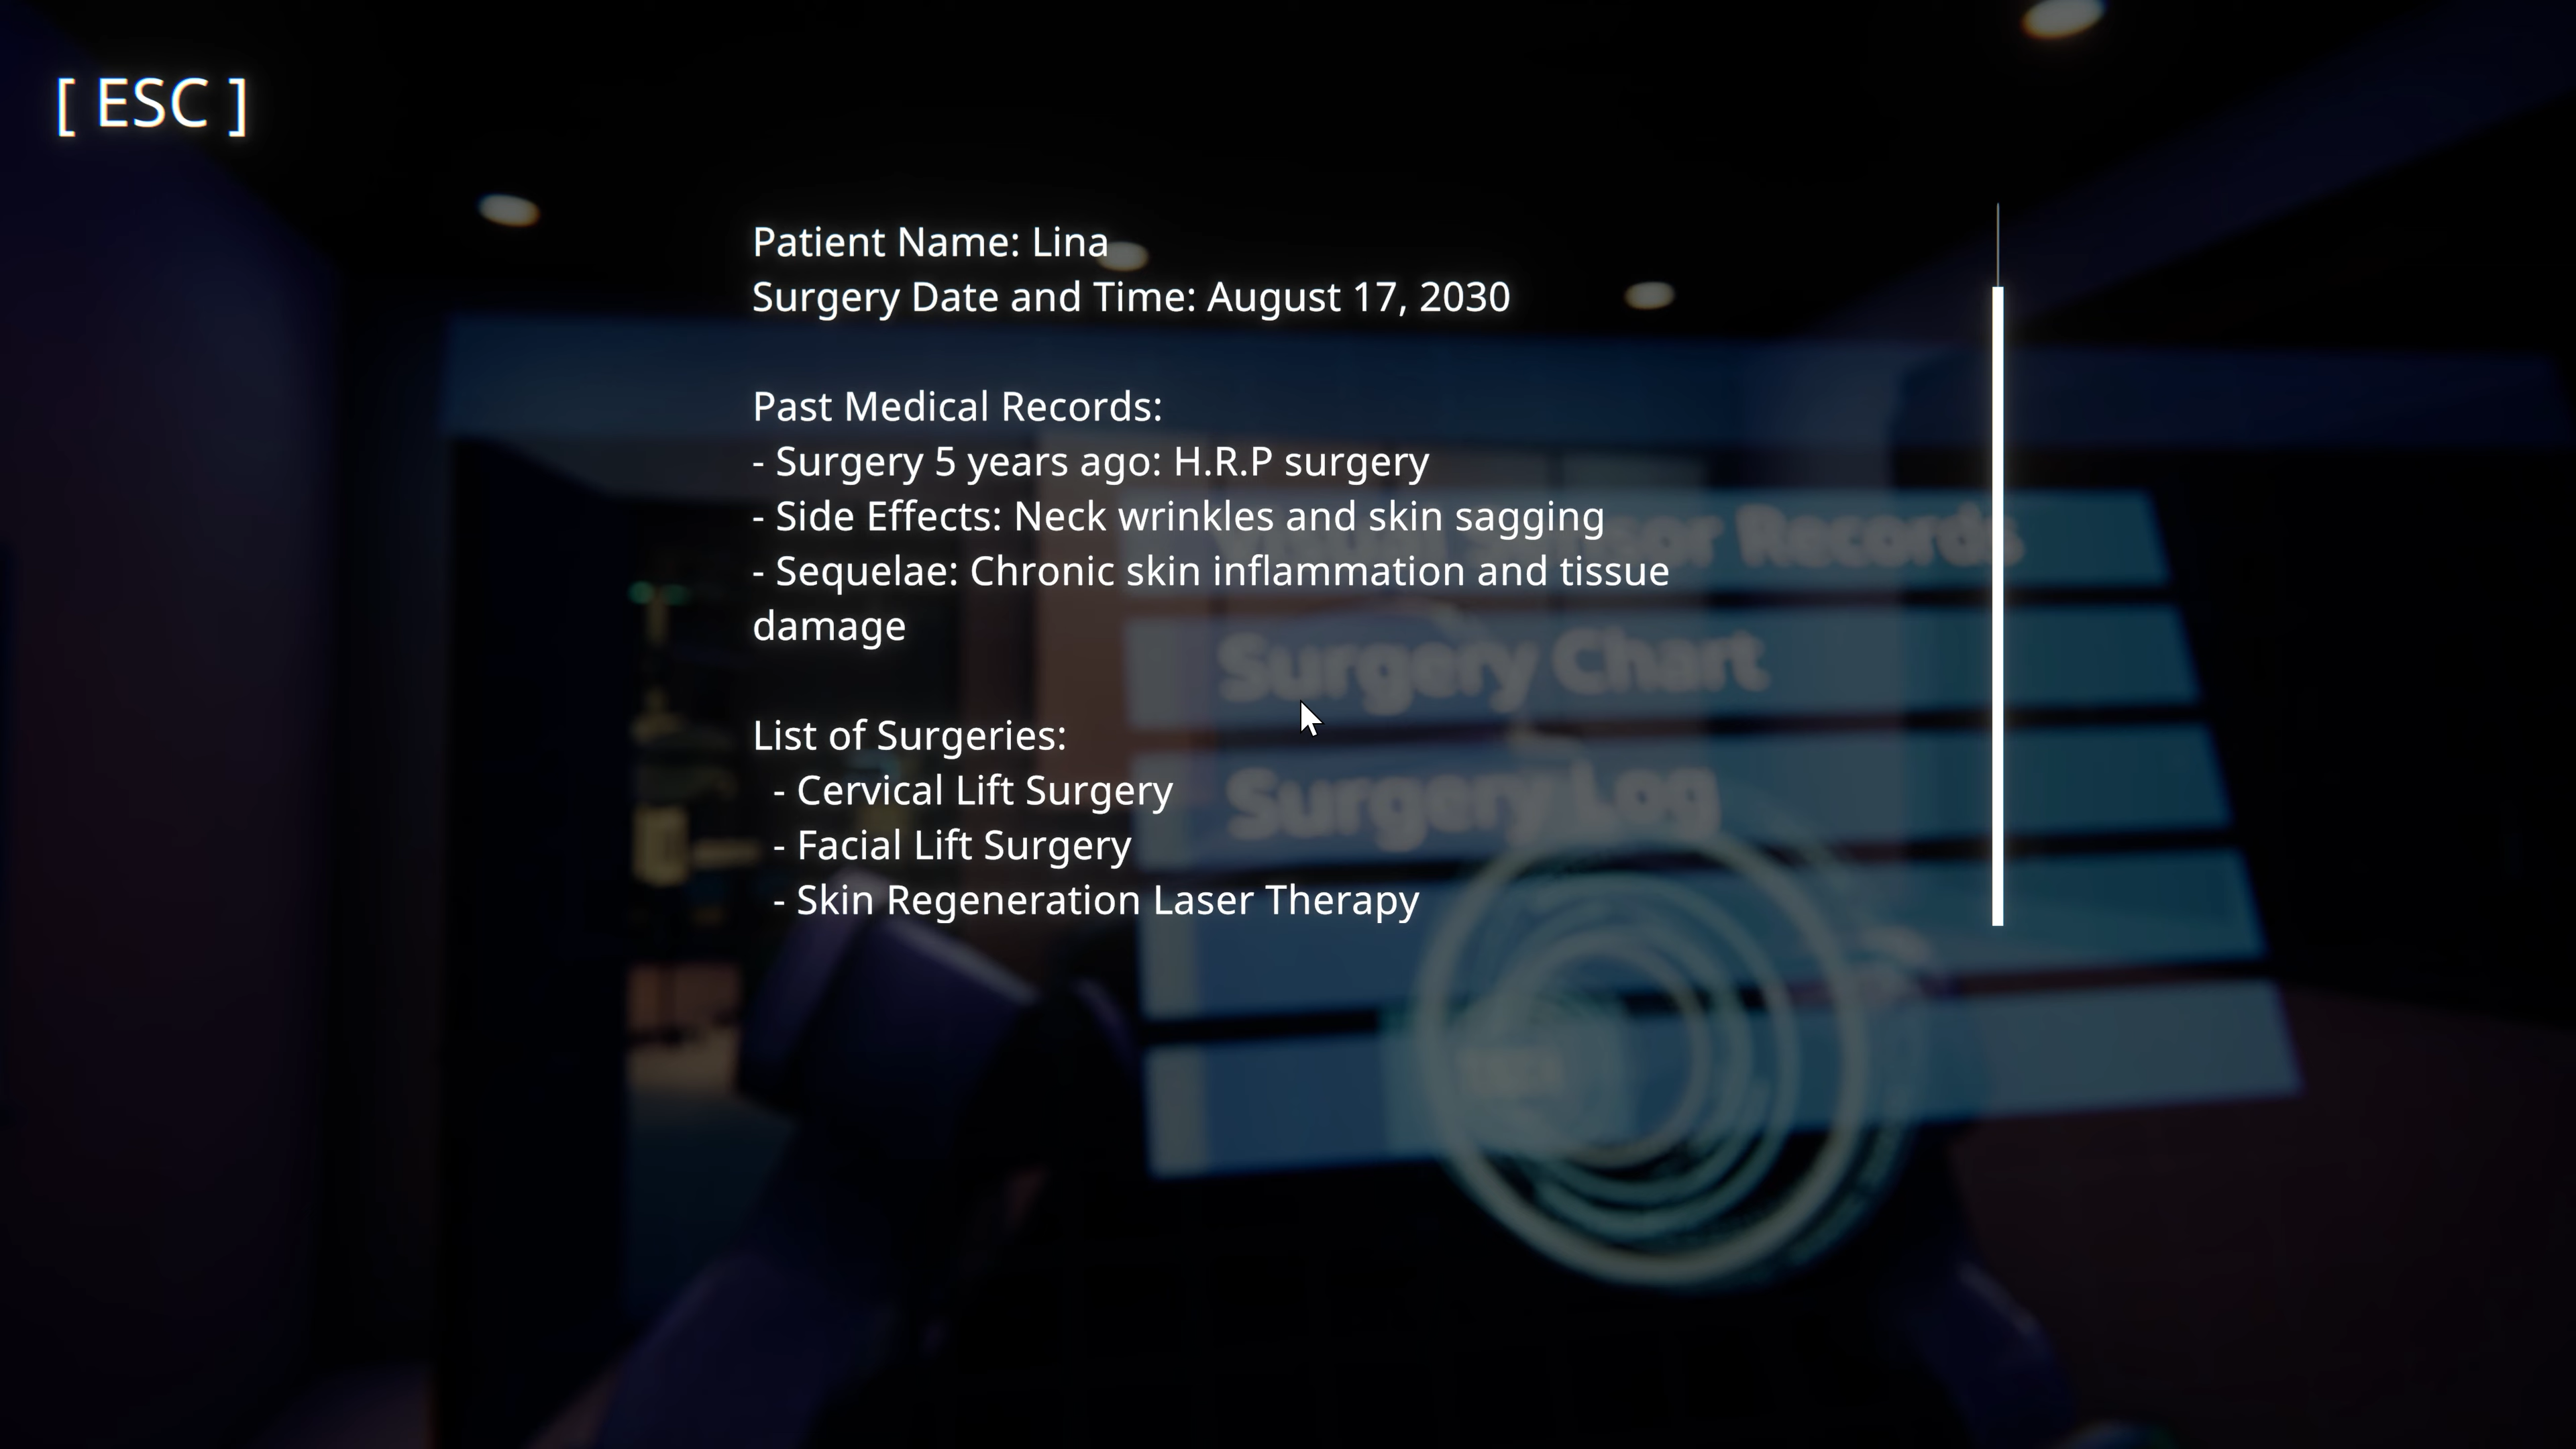 [ ESC ]
Patient Name: Lina
Surgery Date and Time: August 17, 2030
Past Medical Records:
- Surgery 5 years ago: H.R.P surgery
- Side Effects: Neck wrinkles and skin sagging
- Sequelae: Chronic skin inflammation and tissue
damage
List of Surgeries:
- Cervical Lift Surgery
- Facial Lift Surgery
- Skin Regeneration Laser Therapy
Sensor Records
Surgery Chart
Surgery Log